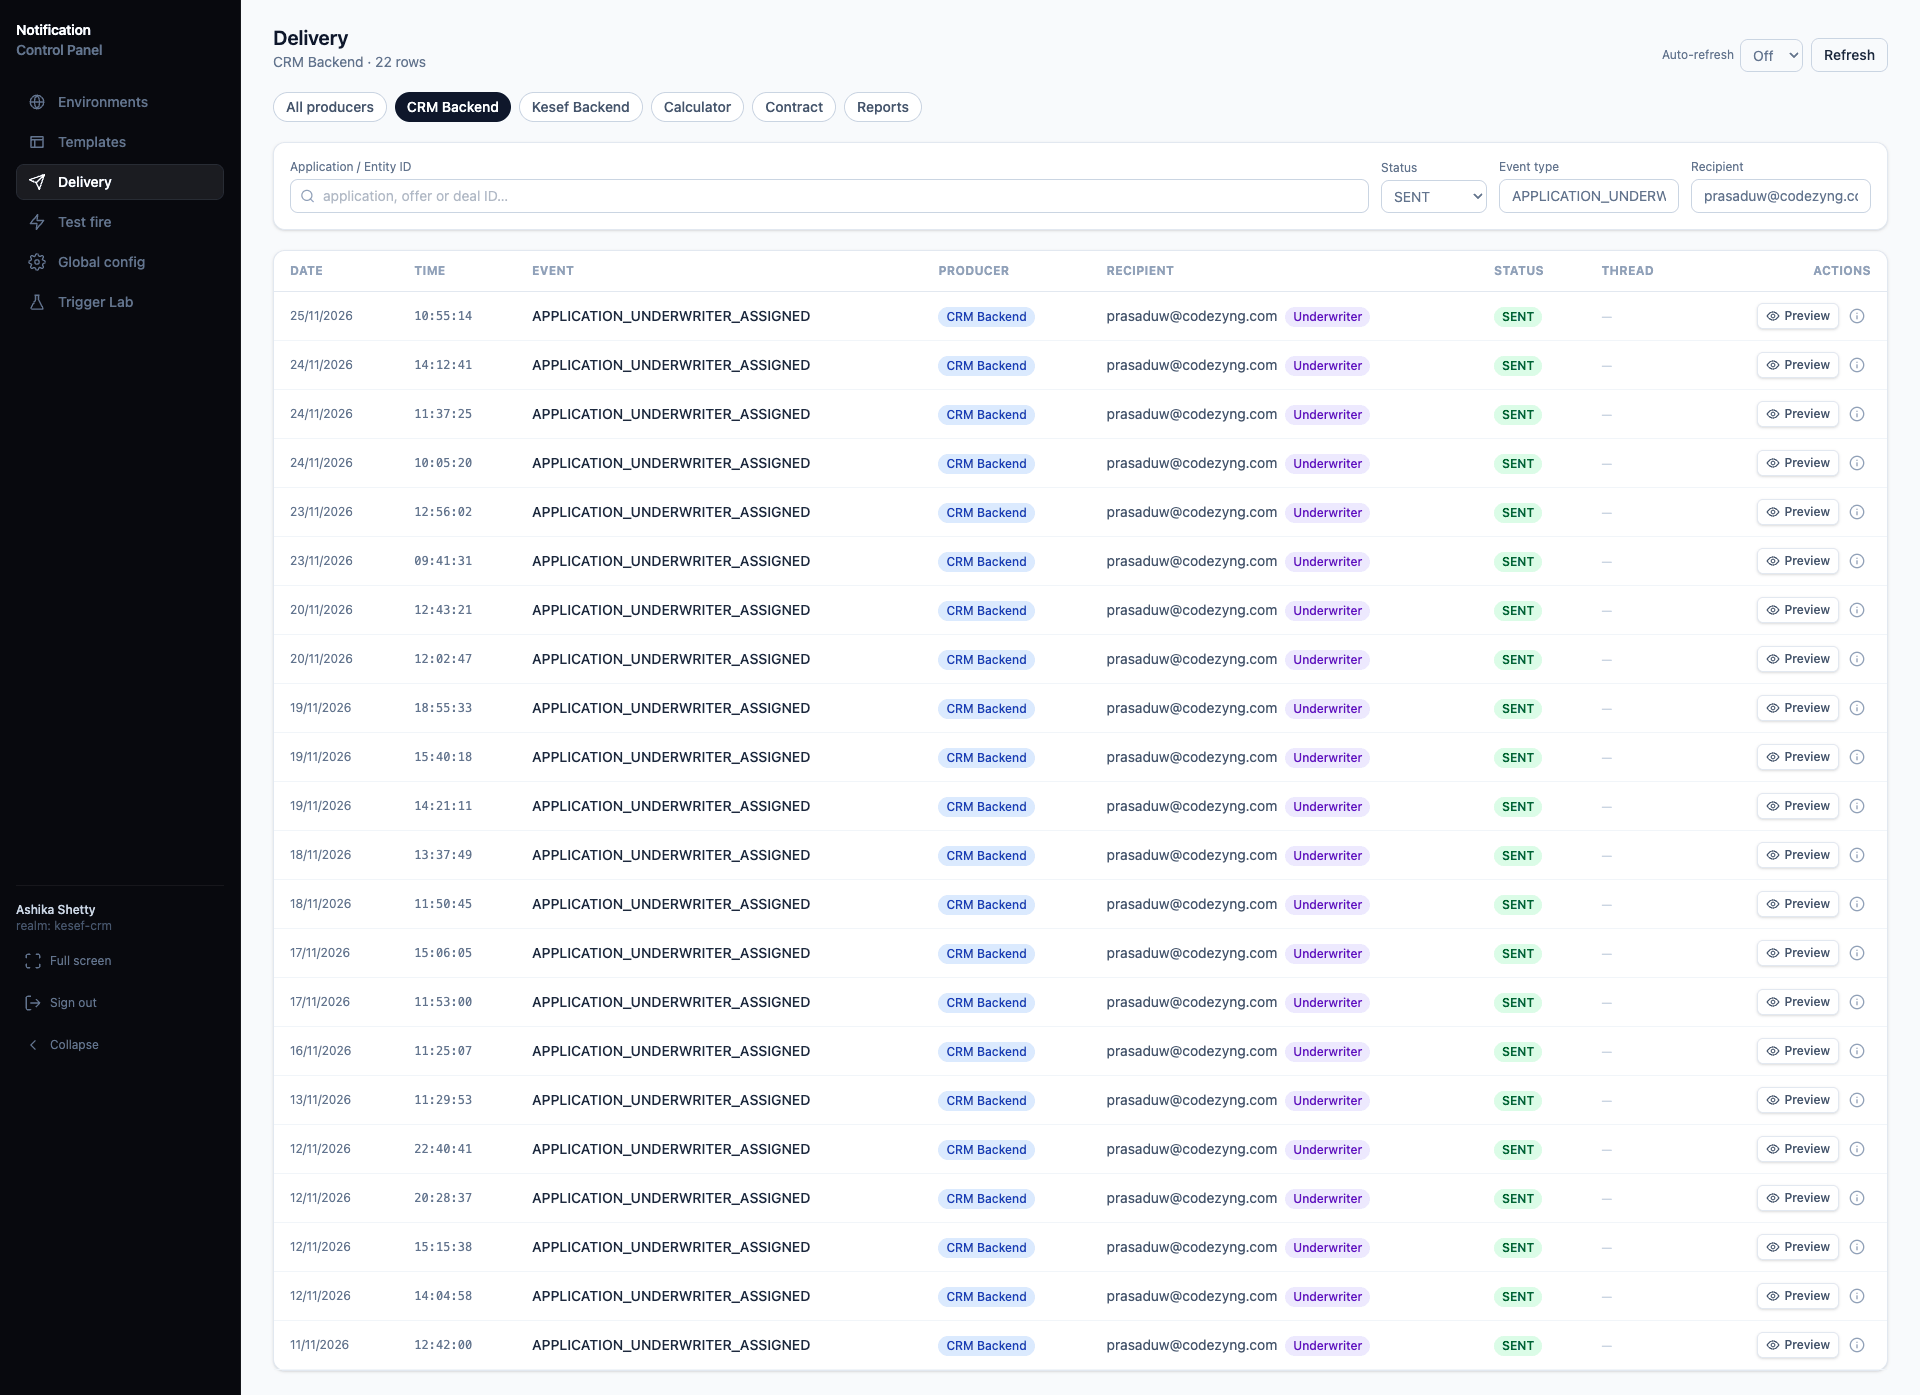 Notification
Control Panel
Environments
Templates
Delivery
Test fire
Global config
Trigger Lab
Ashika Shetty
realm: kesef-crm
Full screen
Sign out
Collapse
Delivery
CRM Backend · 22 rows
Auto-refresh Off Refresh
All producers CRM Backend Kesef Backend Calculator Contract Reports
Application / Entity ID Status Event type Recipient
application, offer or deal ID... SENT APPLICATION_UNDERW prasaduw@codezyng.co
DATE TIME EVENT PRODUCER RECIPIENT STATUS THREAD ACTIONS
25/11/2026 10:55:14 APPLICATION_UNDERWRITER_ASSIGNED CRM Backend prasaduw@codezyng.com Underwriter SENT — Preview
24/11/2026 14:12:41 APPLICATION_UNDERWRITER_ASSIGNED CRM Backend prasaduw@codezyng.com Underwriter SENT — Preview
24/11/2026 11:37:25 APPLICATION_UNDERWRITER_ASSIGNED CRM Backend prasaduw@codezyng.com Underwriter SENT — Preview
24/11/2026 10:05:20 APPLICATION_UNDERWRITER_ASSIGNED CRM Backend prasaduw@codezyng.com Underwriter SENT — Preview
23/11/2026 12:56:02 APPLICATION_UNDERWRITER_ASSIGNED CRM Backend prasaduw@codezyng.com Underwriter SENT — Preview
23/11/2026 09:41:31 APPLICATION_UNDERWRITER_ASSIGNED CRM Backend prasaduw@codezyng.com Underwriter SENT — Preview
20/11/2026 12:43:21 APPLICATION_UNDERWRITER_ASSIGNED CRM Backend prasaduw@codezyng.com Underwriter SENT — Preview
20/11/2026 12:02:47 APPLICATION_UNDERWRITER_ASSIGNED CRM Backend prasaduw@codezyng.com Underwriter SENT — Preview
19/11/2026 18:55:33 APPLICATION_UNDERWRITER_ASSIGNED CRM Backend prasaduw@codezyng.com Underwriter SENT — Preview
19/11/2026 15:40:18 APPLICATION_UNDERWRITER_ASSIGNED CRM Backend prasaduw@codezyng.com Underwriter SENT — Preview
19/11/2026 14:21:11 APPLICATION_UNDERWRITER_ASSIGNED CRM Backend prasaduw@codezyng.com Underwriter SENT — Preview
18/11/2026 13:37:49 APPLICATION_UNDERWRITER_ASSIGNED CRM Backend prasaduw@codezyng.com Underwriter SENT — Preview
18/11/2026 11:50:45 APPLICATION_UNDERWRITER_ASSIGNED CRM Backend prasaduw@codezyng.com Underwriter SENT — Preview
17/11/2026 15:06:05 APPLICATION_UNDERWRITER_ASSIGNED CRM Backend prasaduw@codezyng.com Underwriter SENT — Preview
17/11/2026 11:53:00 APPLICATION_UNDERWRITER_ASSIGNED CRM Backend prasaduw@codezyng.com Underwriter SENT — Preview
16/11/2026 11:25:07 APPLICATION_UNDERWRITER_ASSIGNED CRM Backend prasaduw@codezyng.com Underwriter SENT — Preview
13/11/2026 11:29:53 APPLICATION_UNDERWRITER_ASSIGNED CRM Backend prasaduw@codezyng.com Underwriter SENT — Preview
12/11/2026 22:40:41 APPLICATION_UNDERWRITER_ASSIGNED CRM Backend prasaduw@codezyng.com Underwriter SENT — Preview
12/11/2026 20:28:37 APPLICATION_UNDERWRITER_ASSIGNED CRM Backend prasaduw@codezyng.com Underwriter SENT — Preview
12/11/2026 15:15:38 APPLICATION_UNDERWRITER_ASSIGNED CRM Backend prasaduw@codezyng.com Underwriter SENT — Preview
12/11/2026 14:04:58 APPLICATION_UNDERWRITER_ASSIGNED CRM Backend prasaduw@codezyng.com Underwriter SENT — Preview
11/11/2026 12:42:00 APPLICATION_UNDERWRITER_ASSIGNED CRM Backend prasaduw@codezyng.com Underwriter SENT — Preview